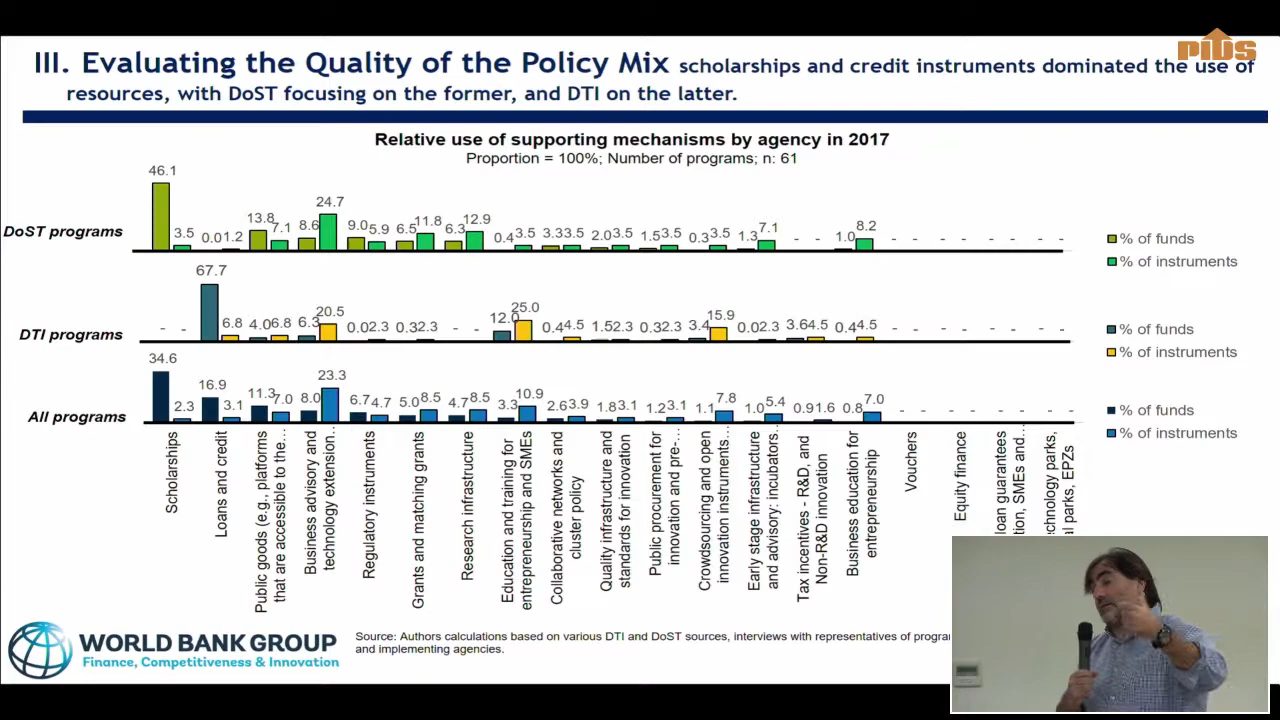 PIDS
III. Evaluating the Quality of the Policy Mix scholarships and credit instruments dominated the use of
resources, with DoST focusing on the former, and DTI on the latter.
Relative use of supporting mechanisms by agency in 2017
Proportion = 100%; Number of programs; n: 61
DoST programs
46.1 3.5 0.0 1.2 13.8 7.1 8.6 24.7 9.0 5.9 6.5 11.8 6.3 12.9 0.4 3.5 3.3 3.5 2.0 3.5 1.5 3.5 0.3 3.5 1.3 7.1 - - 1.0 8.2 - - - - - - - -
% of funds
% of instruments
DTI programs
- - 67.7 6.8 4.0 6.8 6.3 20.5 0.0 2.3 0.3 2.3 - - 12.0 25.0 0.4 4.5 1.5 2.3 0.3 2.3 3.4 15.9 0.0 2.3 3.6 4.5 0.4 4.5 - - - - - - - -
% of funds
% of instruments
All programs
34.6 2.3 16.9 3.1 11.3 7.0 8.0 23.3 6.7 4.7 5.0 8.5 4.7 8.5 3.3 10.9 2.6 3.9 1.8 3.1 1.2 3.1 1.1 7.8 1.0 5.4 0.9 1.6 0.8 7.0 - - - - - - - -
% of funds
% of instruments
Scholarships
Loans and credit
Public goods (e.g., platforms
that are accessible to the...
Business advisory and
technology extension...
Regulatory instruments
Grants and matching grants
Research infrastructure
Education and training for
entrepreneurship and SMEs
Collaborative networks and
cluster policy
Quality infrastructure and
standards for innovation
Public procurement for
innovation and pre-...
Crowdsourcing and open
innovation instruments...
Early stage infrastructure
and advisory: incubators...
Tax incentives - R&D, and
Non-R&D innovation
Business education for
entrepreneurship
Vouchers
Equity finance
loan guarantees
tion, SMEs and...
echnology parks,
al parks, EPZs
WORLD BANK GROUP
Finance, Competitiveness & Innovation
Source: Authors calculations based on various DTI and DoST sources, interviews with representatives of progra
and implementing agencies.